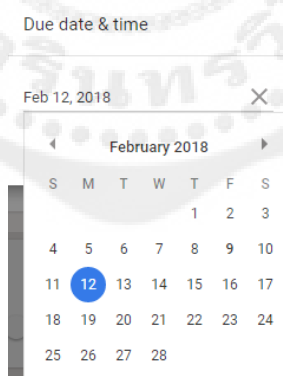 Due date & time
Feb 12, 2018
February 2018
S M T W T F S
1 2 3
4 5 6 7 8 9 10
11 12 13 14 15 16 17
18 19 20 21 22 23 24
25 26 27 28